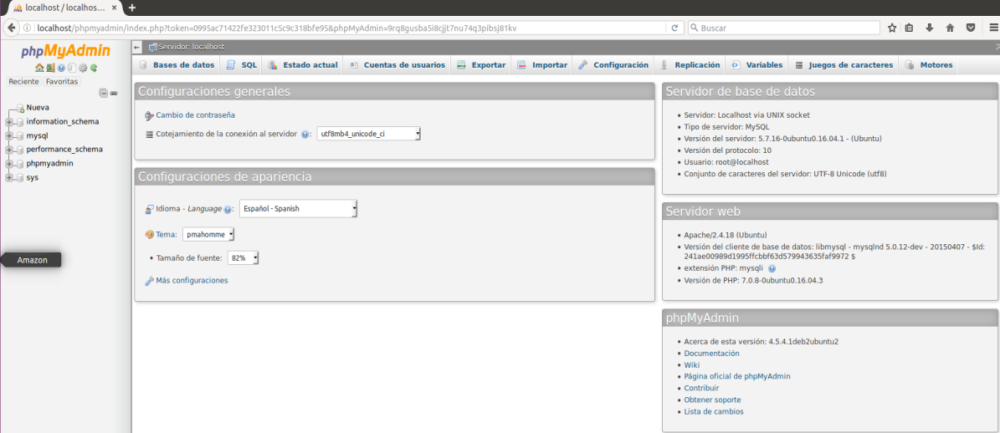 localhost / localhos...
localhost/phpmyadmin/index.php?token=0995ac71422fe323011c5c9c318bfe95&phpMyAdmin=9rq8gusba5i8cjjt7nu74q3pibsj81kv
Buscar
phpMyAdmin
Reciente Favoritas
Nueva
information_schema
mysql
performance_schema
phpmyadmin
sys
Amazon
Servidor: localhost
Bases de datos SQL Estado actual Cuentas de usuarios Exportar Importar Configuración Replicación Variables Juegos de caracteres Motores
Configuraciones generales
Cambio de contraseña
Cotejamiento de la conexión al servidor : utf8mb4_unicode_ci
Configuraciones de apariencia
Idioma - Language : Español - Spanish
Tema: pmahomme
• Tamaño de fuente: 82%
Más configuraciones
Servidor de base de datos
• Servidor: Localhost via UNIX socket
• Tipo de servidor: MySQL
• Versión del servidor: 5.7.16-0ubuntu0.16.04.1 - (Ubuntu)
• Versión del protocolo: 10
• Usuario: root@localhost
• Conjunto de caracteres del servidor: UTF-8 Unicode (utf8)
Servidor web
• Apache/2.4.18 (Ubuntu)
• Versión del cliente de base de datos: libmysql - mysqlnd 5.0.12-dev - 20150407 - $Id:
241ae00989d1995ffcbbf63d579943635faf9972 $
• extensión PHP: mysqli
• Versión de PHP: 7.0.8-0ubuntu0.16.04.3
phpMyAdmin
• Acerca de esta versión: 4.5.4.1deb2ubuntu2
• Documentación
• Wiki
• Página oficial de phpMyAdmin
• Contribuir
• Obtener soporte
• Lista de cambios